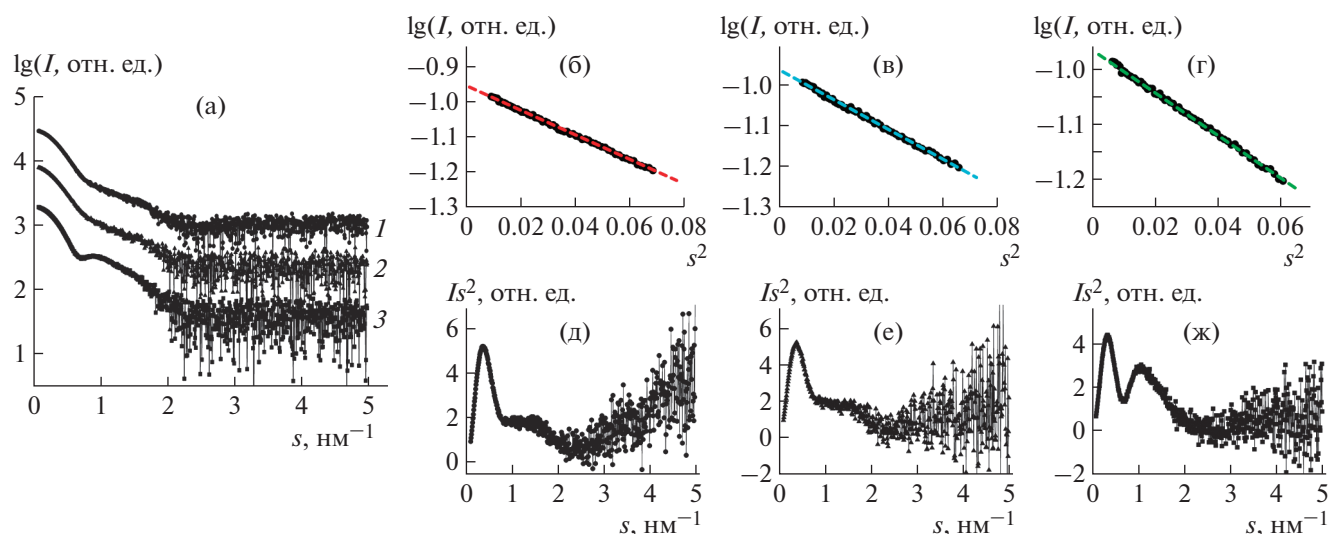 lg(I, отн. ед.)
(а)
5
4
3
2
1
1
2
3
0 1 2 3 4 5
s, нм−1
lg(I, отн. ед.)
(б)
−0.9
−1.0
−1.1
−1.2
−1.3
0 0.02 0.04 0.06 0.08
s2
lg(I, отн. ед.)
(в)
−0.9
−1.0
−1.1
−1.2
−1.3
0 0.02 0.04 0.06 0.08
s2
lg(I, отн. ед.)
(г)
−1.0
−1.1
−1.2
0 0.02 0.04 0.06
s2
Is2, отн. ед.
(д)
6
4
2
0
0 1 2 3 4 5
s, нм−1
Is2, отн. ед.
(е)
6
4
2
0
−2
0 1 2 3 4 5
s, нм−1
Is2, отн. ед.
(ж)
6
4
2
0
−2
0 1 2 3 4 5
s, нм−1